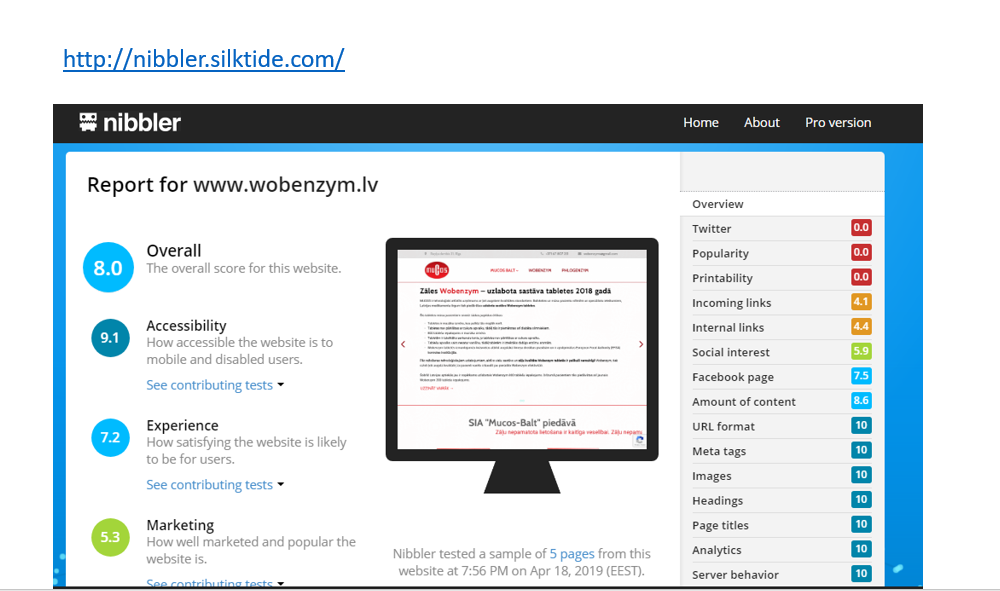 http://nibbler.silktide.com/
nibbler
Home About Pro version
Report for www.wobenzym.lv
8.0
Overall
The overall score for this website.
9.1
Accessibility
How accessible the website is to
mobile and disabled users.
See contributing tests
7.2
Experience
How satisfying the website is likely
to be for users.
See contributing tests
5.3
Marketing
How well marketed and popular the
website is.
See contributing tests
mucos
MUCOS-BALT WOBENZYM PHLOGENZYM
Zāles Wobenzym – uzlabota sastāva tabletes 2018 gadā
SIA "Mucos-Balt" piedāvā
Zāļu nepamatota lietošana ir kaitīga veselībai. Zāļu nepamato
Nibbler tested a sample of 5 pages from this
website at 7:56 PM on Apr 18, 2019 (EEST).
Overview
Twitter 0.0
Popularity 0.0
Printability 0.0
Incoming links 4.1
Internal links 4.4
Social interest 5.9
Facebook page 7.5
Amount of content 8.6
URL format 10
Meta tags 10
Images 10
Headings 10
Page titles 10
Analytics 10
Server behavior 10